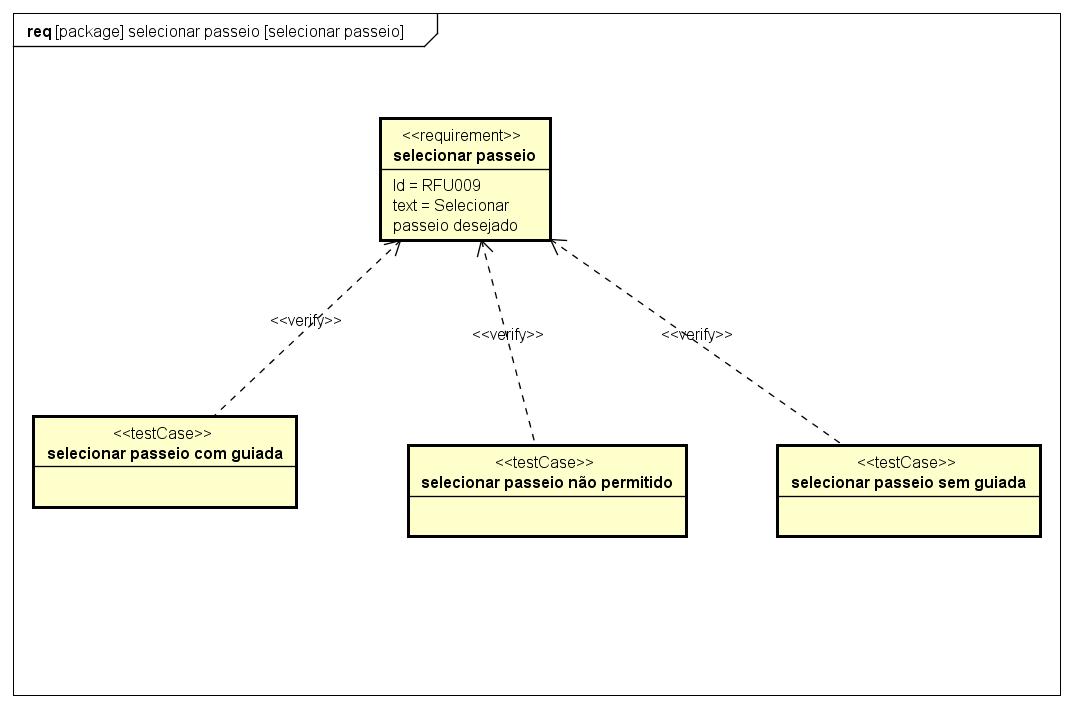 req [package] selecionar passeio [selecionar passeio]
<<requirement>>
selecionar passeio
Id = RFU009
text = Selecionar
passeio desejado
<<verify>>
<<verify>>
<<verify>>
<<testCase>>
selecionar passeio com guiada
<<testCase>>
selecionar passeio não permitido
<<testCase>>
selecionar passeio sem guiada